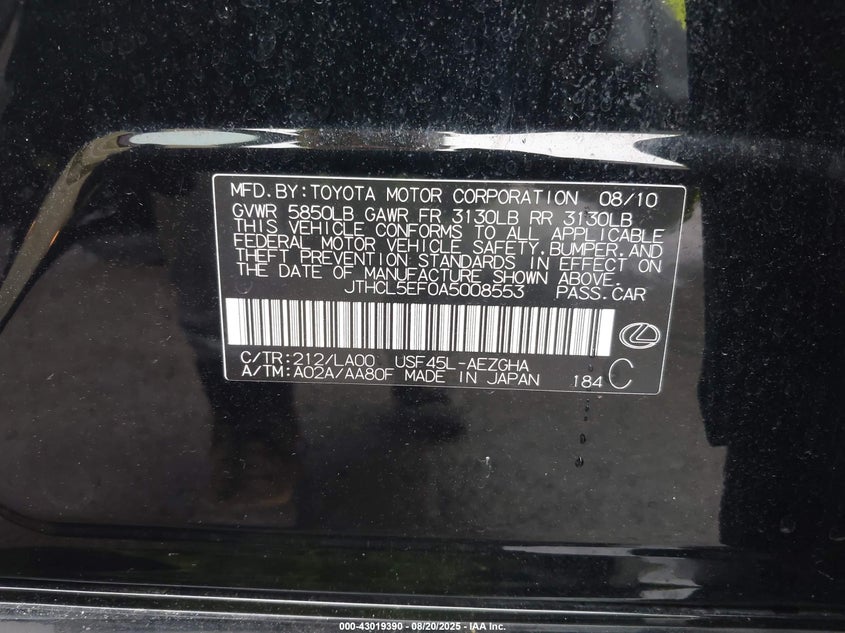 MFD.BY:TOYOTA MOTOR CORPORATION 08/10
GVWR 5850LB GAWR FR 3130LB RR 3130LB
THIS VEHICLE CONFORMS TO ALL APPLICABLE
FEDERAL MOTOR VEHICLE SAFETY,BUMPER,AND
THEFT PREVENTION STANDARDS IN EFFECT ON
THE DATE OF MANUFACTURE SHOWN ABOVE.
JTHCL5EF0A5008553 PASS.CAR
C/TR:212/LA00 USF45L-AEZGHA
A/TM:A02A/AA80F MADE IN JAPAN 184 C
000-43019390 - 08/20/2025 - IAA Inc.